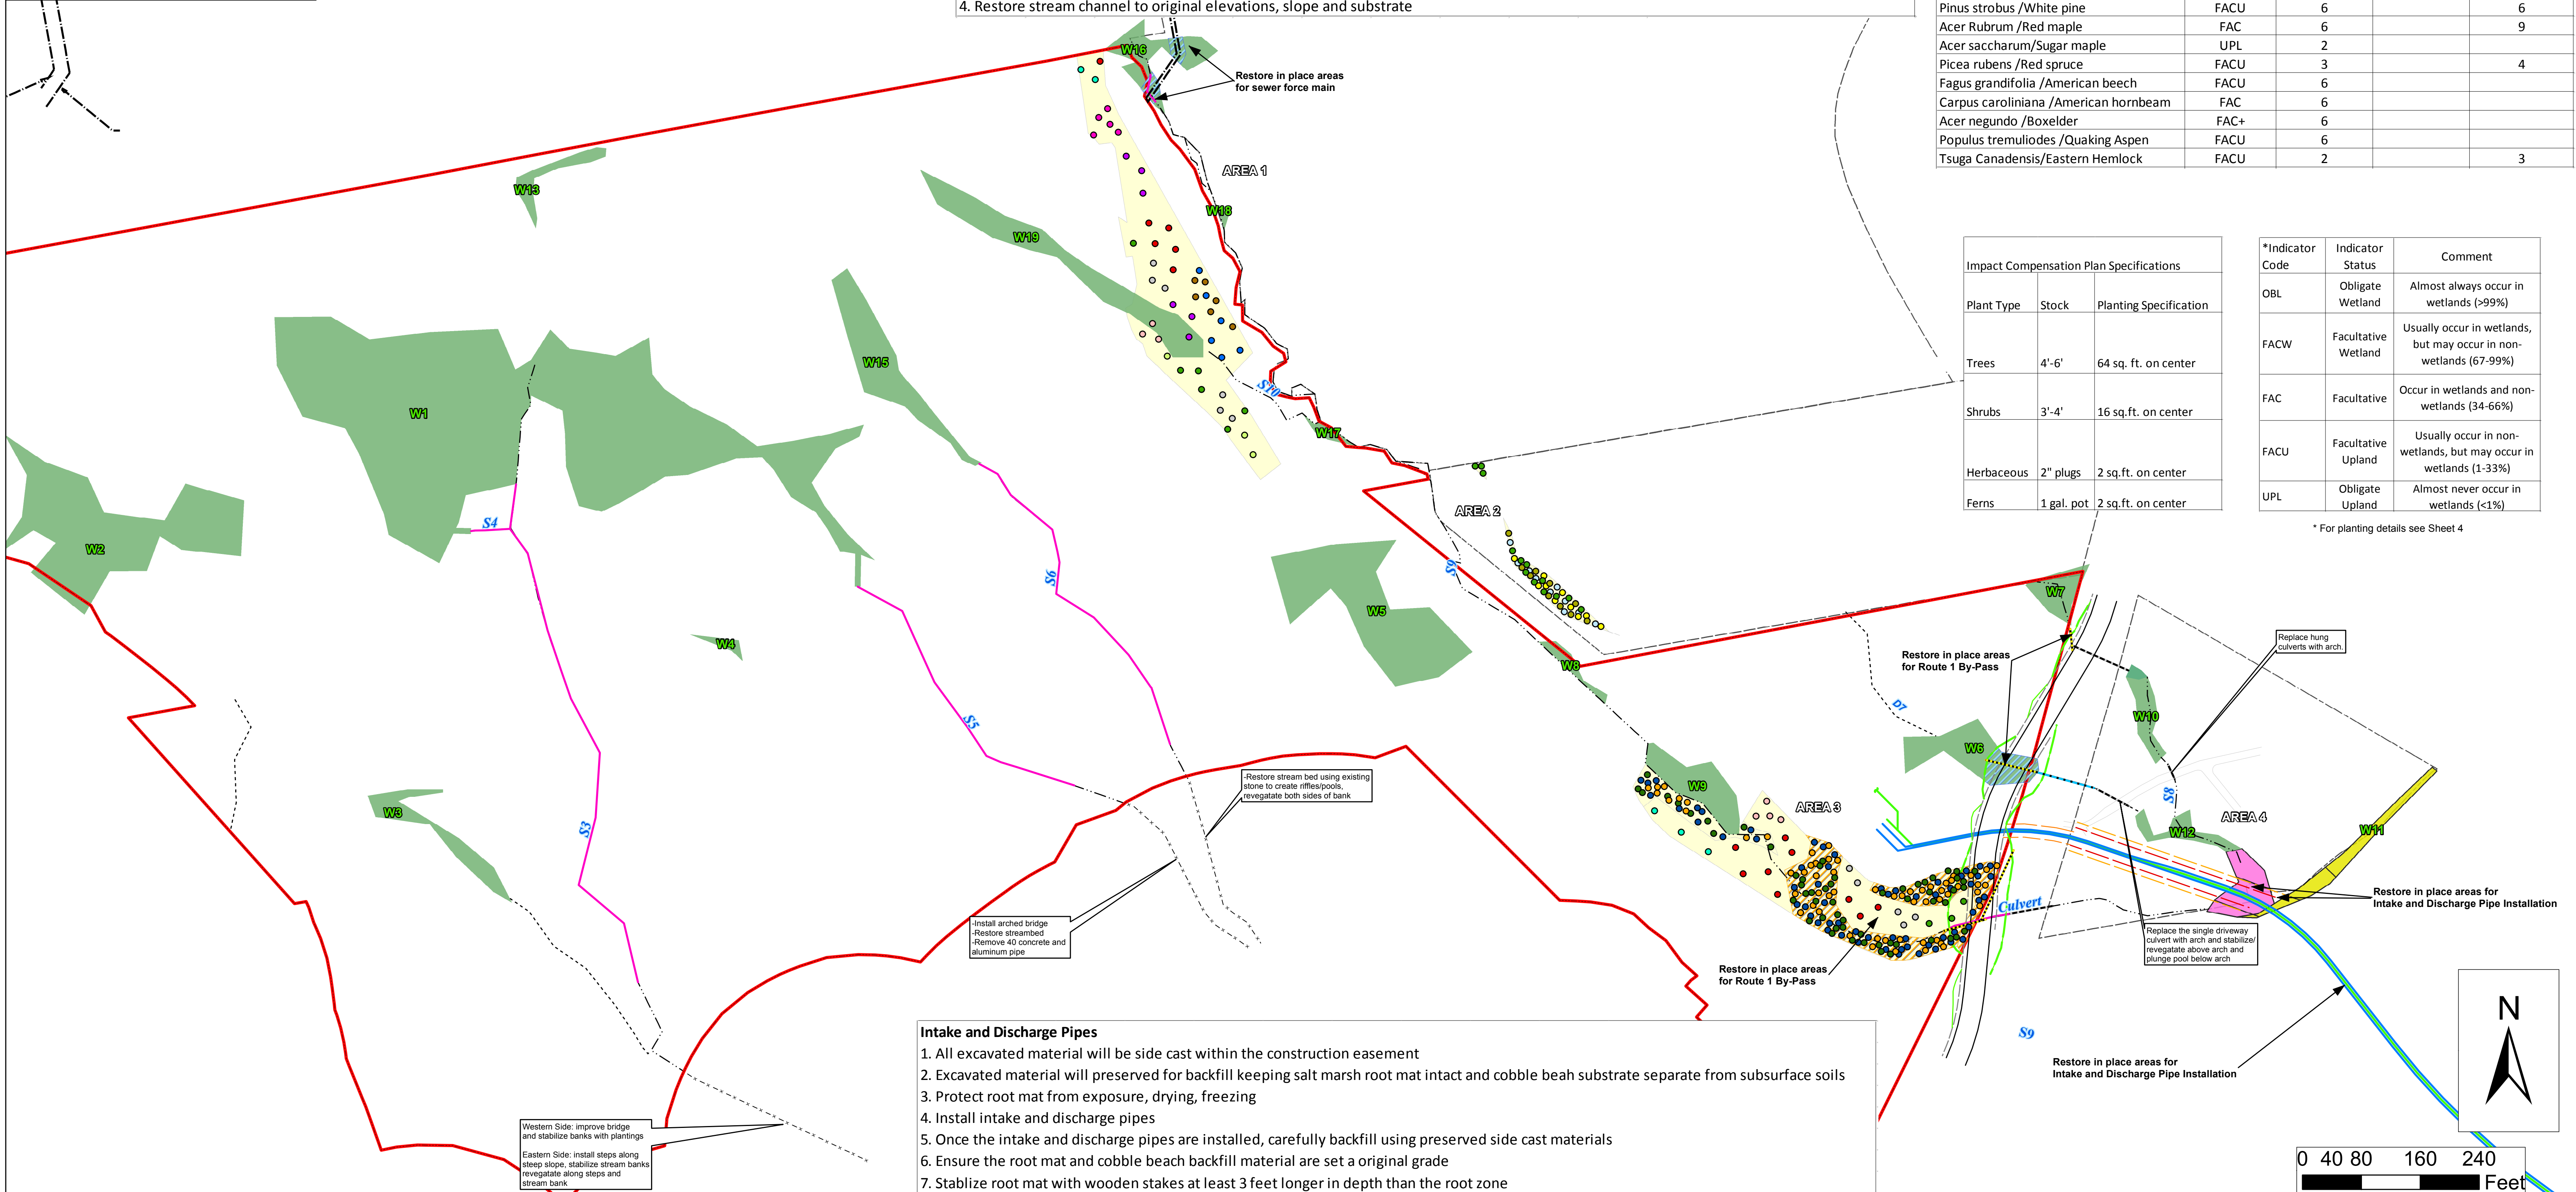 4. Restore stream channel to original elevations, slope and substrate
Pinus strobus /White pine FACU 6 6
Acer Rubrum /Red maple FAC 6 9
Acer saccharum/Sugar maple UPL 2
Picea rubens /Red spruce FACU 3 4
Fagus grandifolia /American beech FACU 6
Carpus caroliniana /American hornbeam FAC 6
Acer negundo /Boxelder FAC+ 6
Populus tremuliodes /Quaking Aspen FACU 6
Tsuga Canadensis/Eastern Hemlock FACU 2 3
W16
Restore in place areas
for sewer force main
AREA 1
W13
W18
W19
Impact Compensation Plan Specifications
Plant Type Stock Planting Specification
Trees 4'-6' 64 sq. ft. on center
Shrubs 3'-4' 16 sq.ft. on center
Herbaceous 2" plugs 2 sq.ft. on center
Ferns 1 gal. pot 2 sq.ft. on center
*Indicator
Code
Indicator
Status
Comment
OBL
Obligate
Wetland
Almost always occur in
wetlands (>99%)
FACW
Facultative
Wetland
Usually occur in wetlands,
but may occur in non-
wetlands (67-99%)
FAC
Facultative
Occur in wetlands and non-
wetlands (34-66%)
FACU
Facultative
Upland
Usually occur in non-
wetlands, but may occur in
wetlands (1-33%)
UPL
Obligate
Upland
Almost never occur in
wetlands (<1%)
* For planting details see Sheet 4
W15
S10
W1
W17
S4
AREA 2
W2
S6
S9
W5
W4
W8
W7
Restore in place areas
for Route 1 By-Pass
Replace hung
culverts with arch.
D7
W10
S5
W6
-Restore stream bed using existing
stone to create riffles/pools,
revegatate both sides of bank
W9
AREA 3
S8
AREA 4
W3
S3
W12
W11
Restore in place areas for
Intake and Discharge Pipe Installation
Culvert
-Install arched bridge
-Restore streambed
-Remove 40 concrete and
aluminum pipe
Replace the single driveway
culvert with arch and stabilize/
revegatate above arch and
plunge pool below arch
Restore in place areas
for Route 1 By-Pass
S9
Restore in place areas for
Intake and Discharge Pipe Installation
N
Intake and Discharge Pipes
1. All excavated material will be side cast within the construction easement
2. Excavated material will preserved for backfill keeping salt marsh root mat intact and cobble beah substrate separate from subsurface soils
3. Protect root mat from exposure, drying, freezing
4. Install intake and discharge pipes
5. Once the intake and discharge pipes are installed, carefully backfill using preserved side cast materials
6. Ensure the root mat and cobble beach backfill material are set a original grade
7. Stablize root mat with wooden stakes at least 3 feet longer in depth than the root zone
Western Side: improve bridge
and stabilize banks with plantings
Eastern Side: install steps along
steep slope, stabilize stream banks
revegatate along steps and
stream bank
0 40 80 160 240
Feet